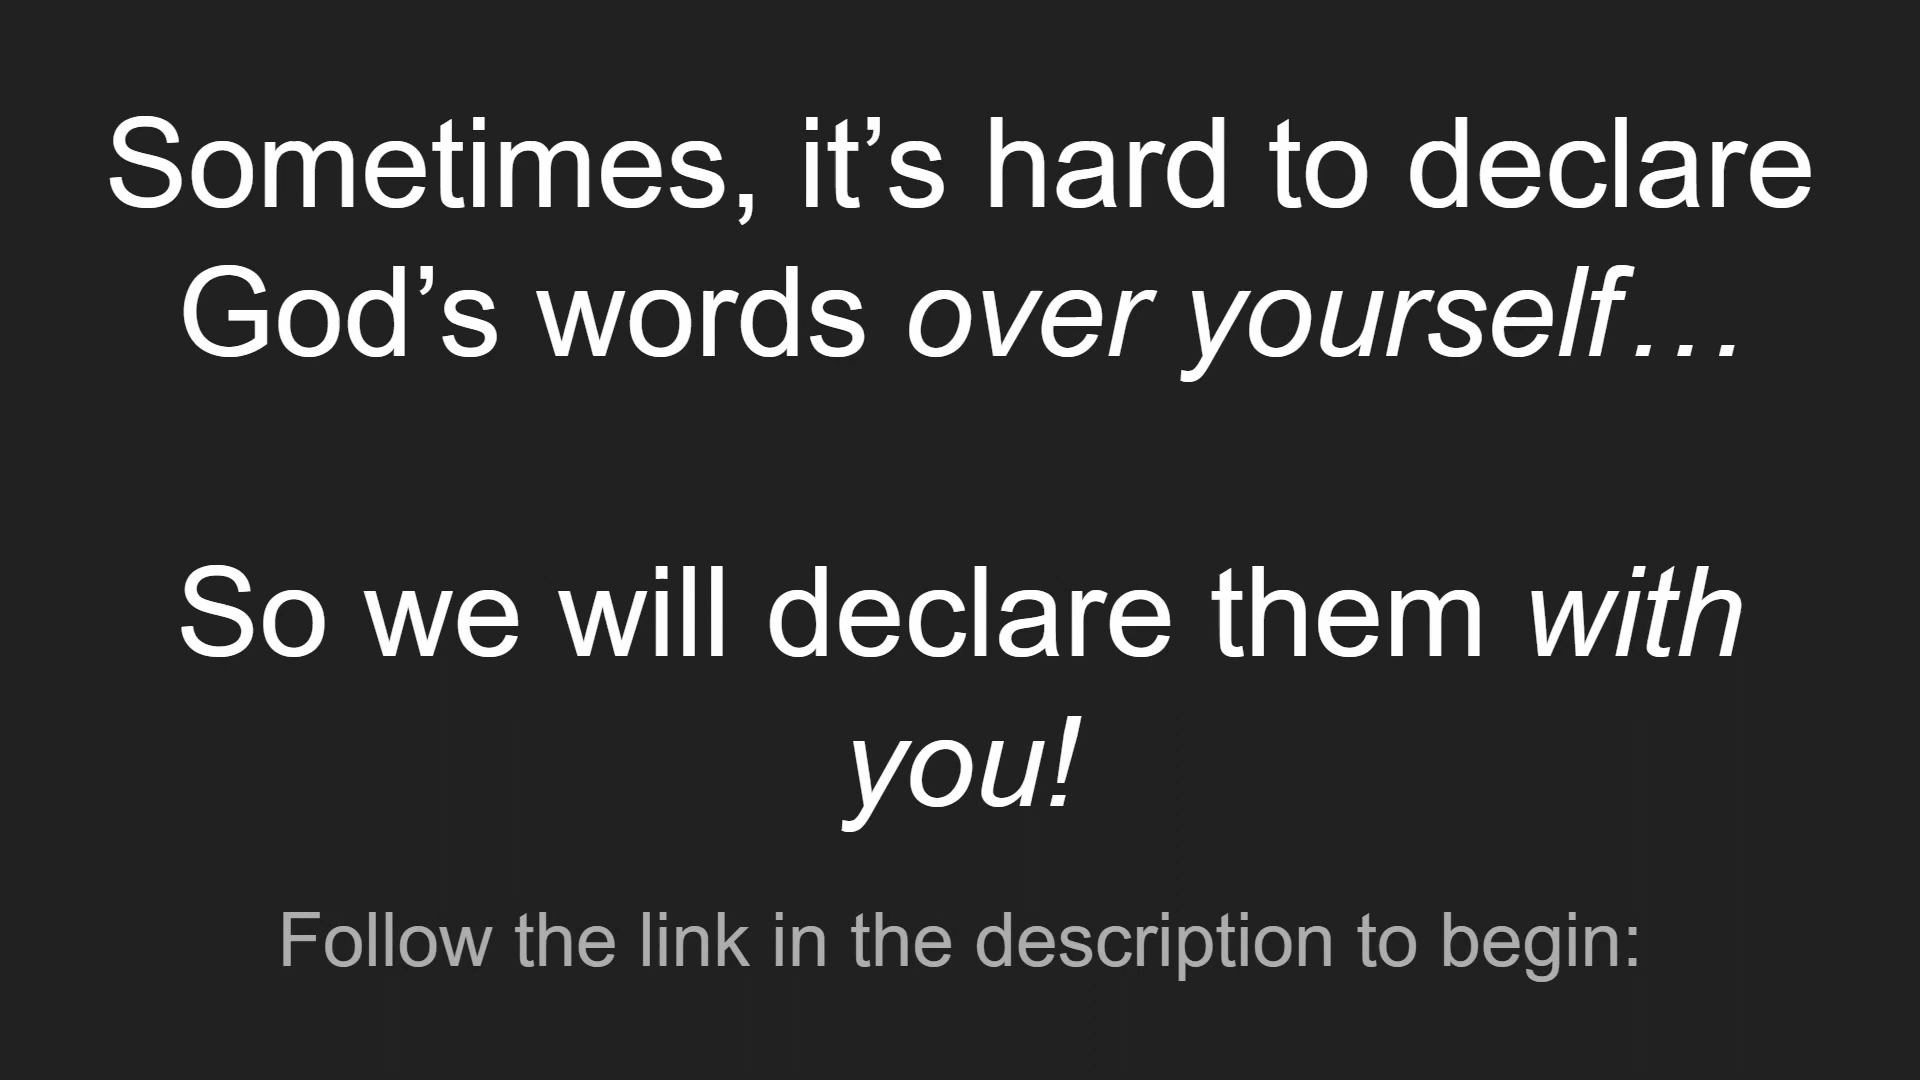 Sometimes, it’s hard to declare
God’s words over yourself…
So we will declare them with
you!
Follow the link in the description to begin: